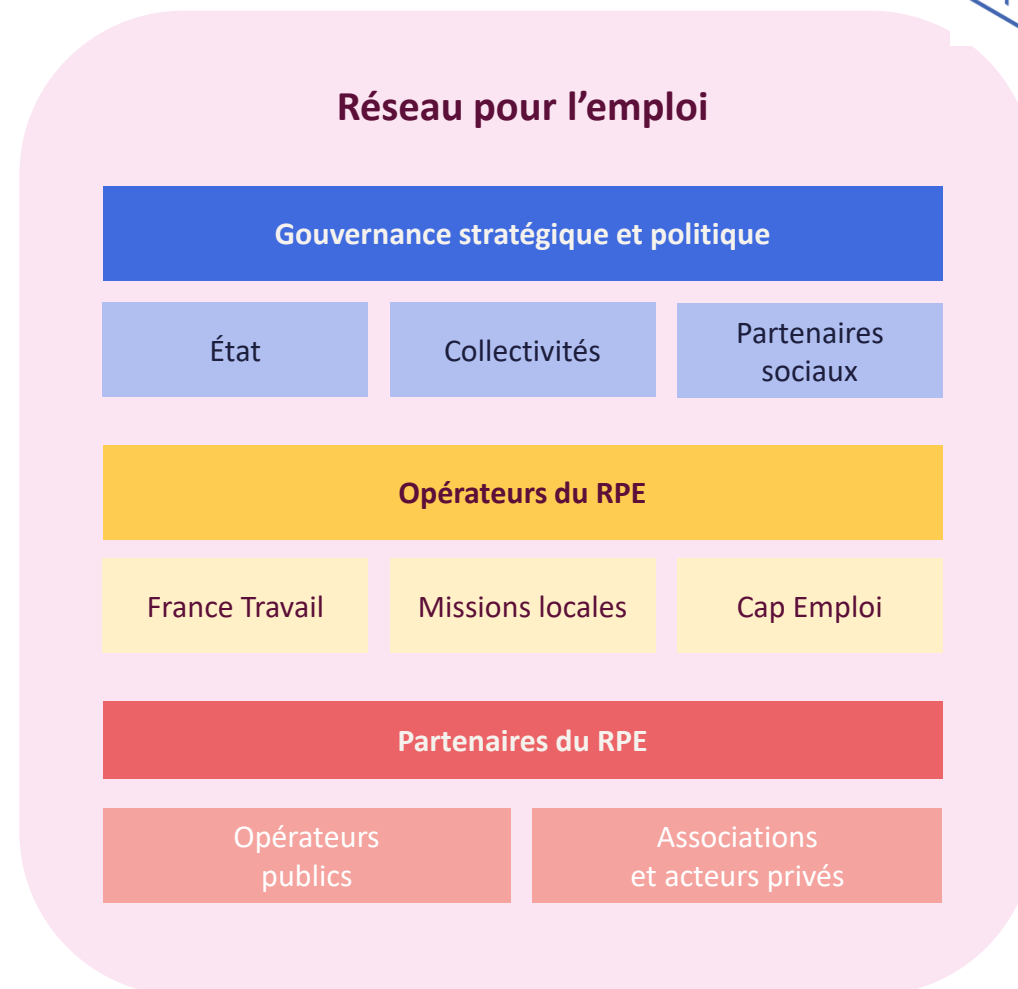 Réseau pour l’emploi
Gouvernance stratégique et politique
État
Collectivités
Partenaires
sociaux
Opérateurs du RPE
France Travail
Missions locales
Cap Emploi
Partenaires du RPE
Opérateurs
publics
Associations
et acteurs privés